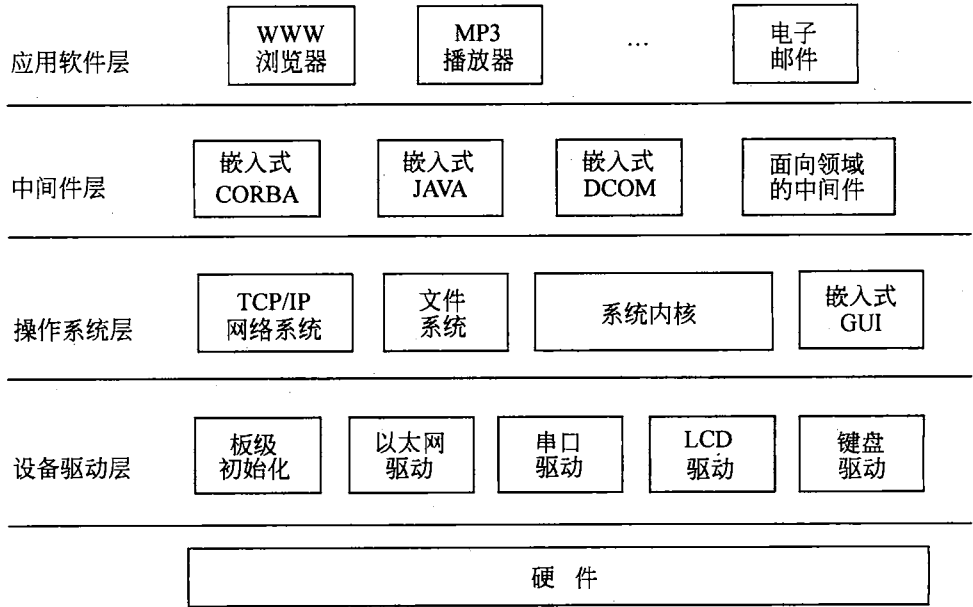 应用软件层
WWW
浏览器
MP3
播放器
…
电子
邮件
中间件层
嵌入式
CORBA
嵌入式
JAVA
嵌入式
DCOM
面向领域
的中间件
操作系统层
TCP/IP
网络系统
文件
系统
系统内核
嵌入式
GUI
设备驱动层
板级
初始化
以太网
驱动
串口
驱动
LCD
驱动
键盘
驱动
硬 件